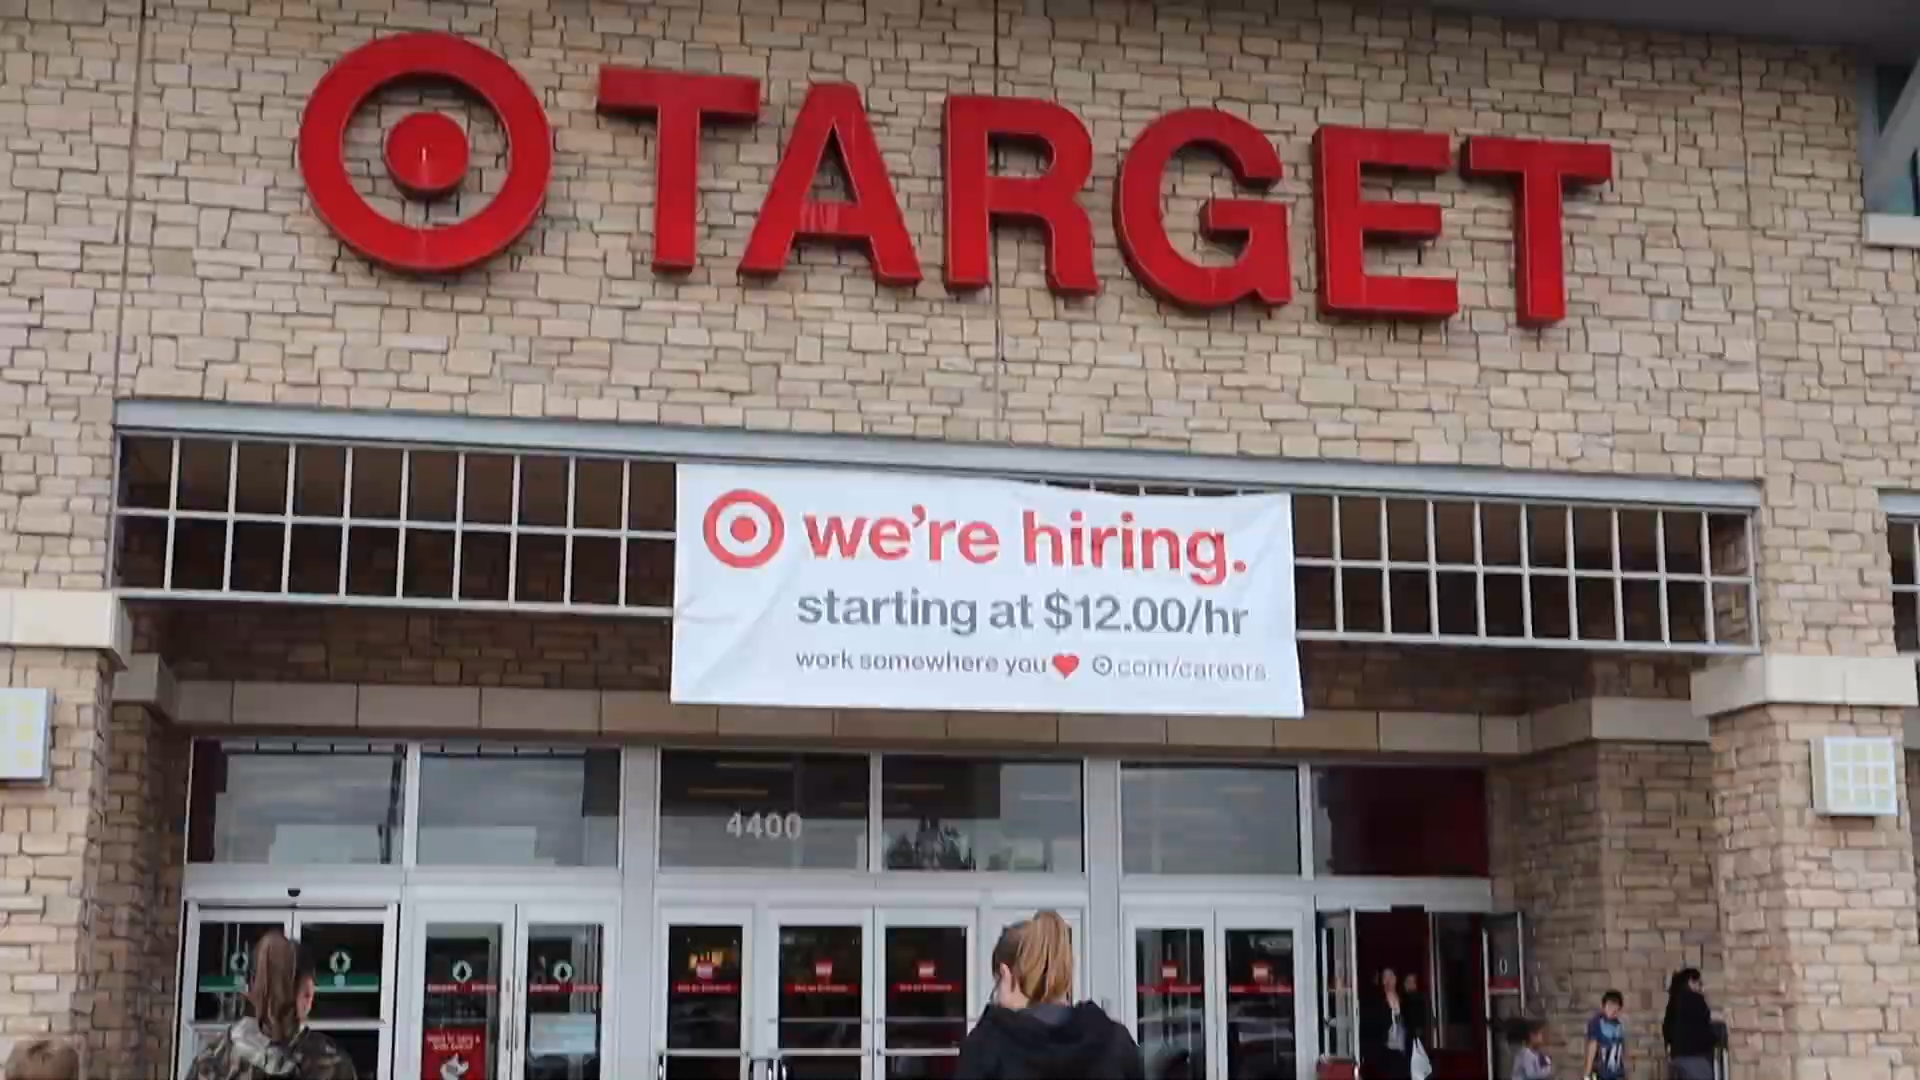 TARGET
we're hiring.
starting at $12.00/hr
work somewhere you
.com/careers
4400